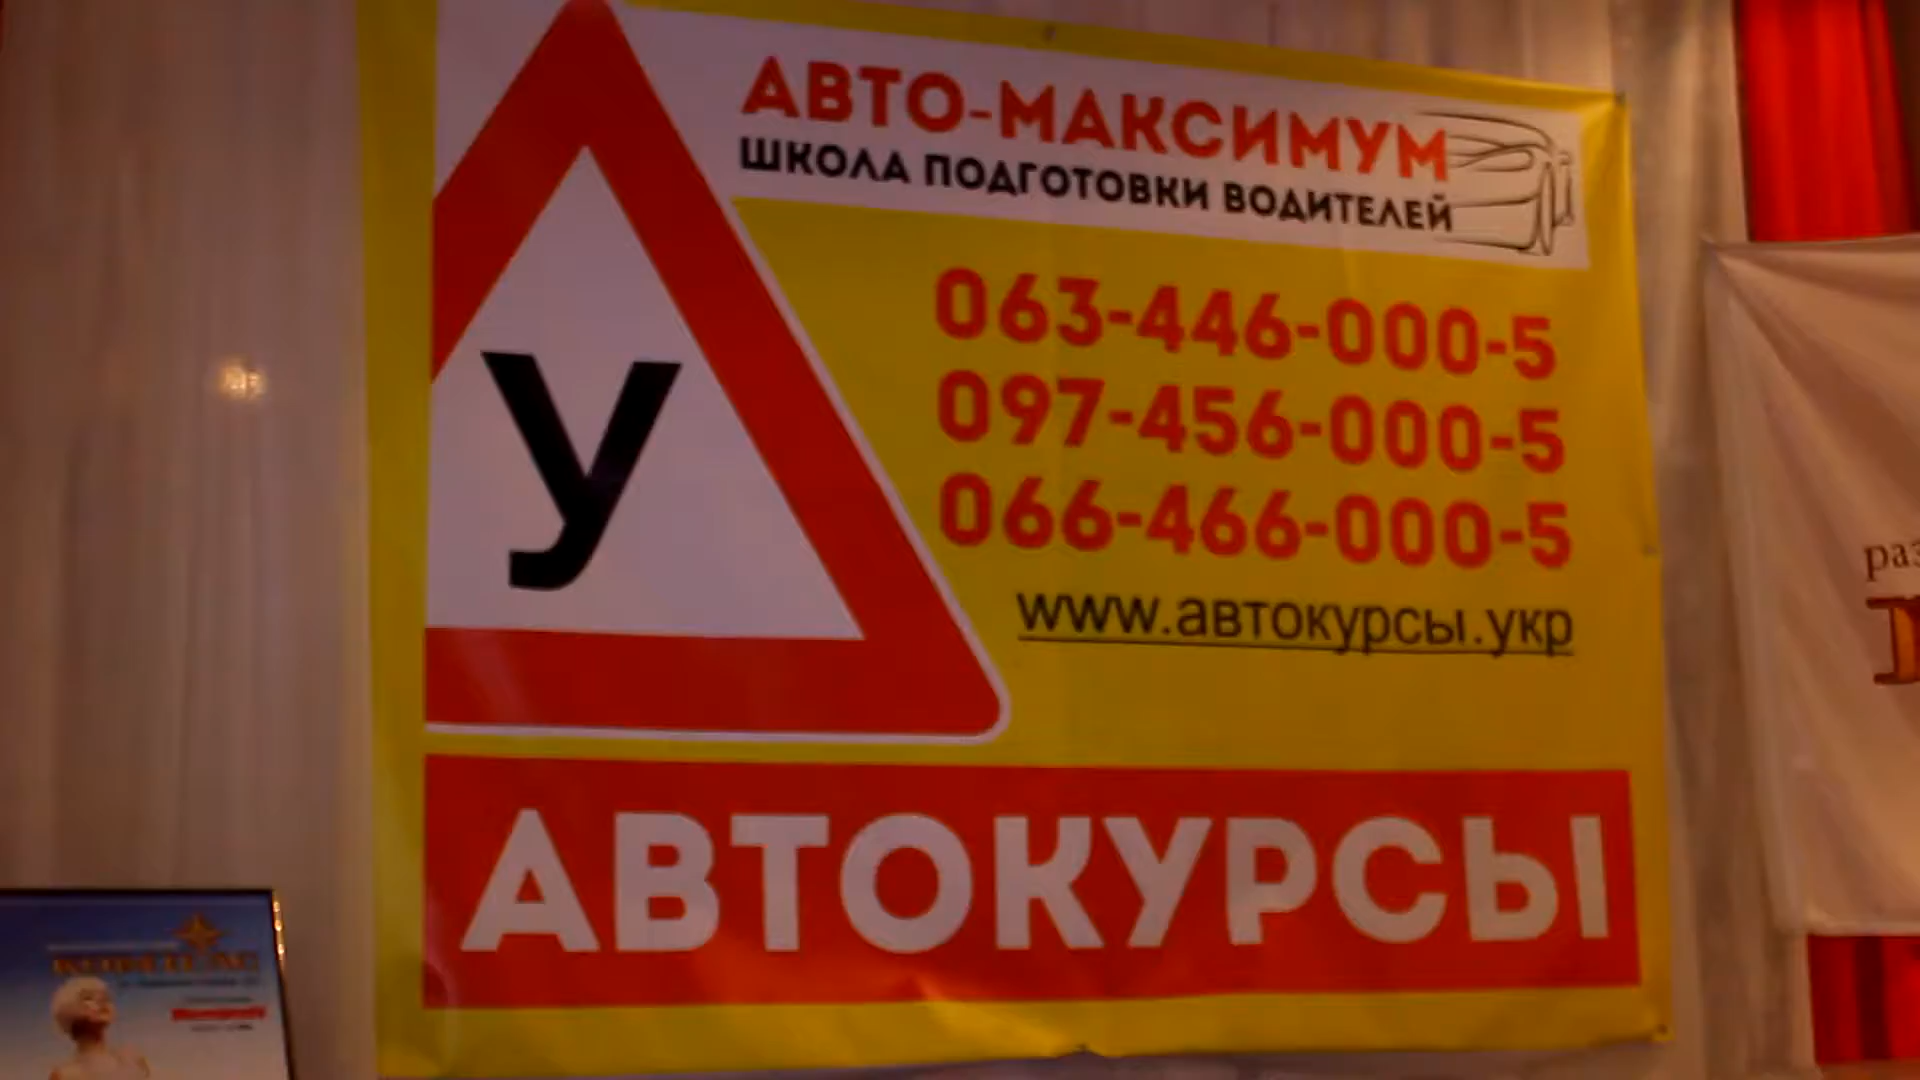 АВТО-МАКСИМУМ
ШКОЛА ПОДГОТОВКИ ВОДИТЕЛЕЙ
063-446-000-5
097-456-000-5
066-466-000-5
www.автокурсы.укр
У
АВТОКУРСЫ